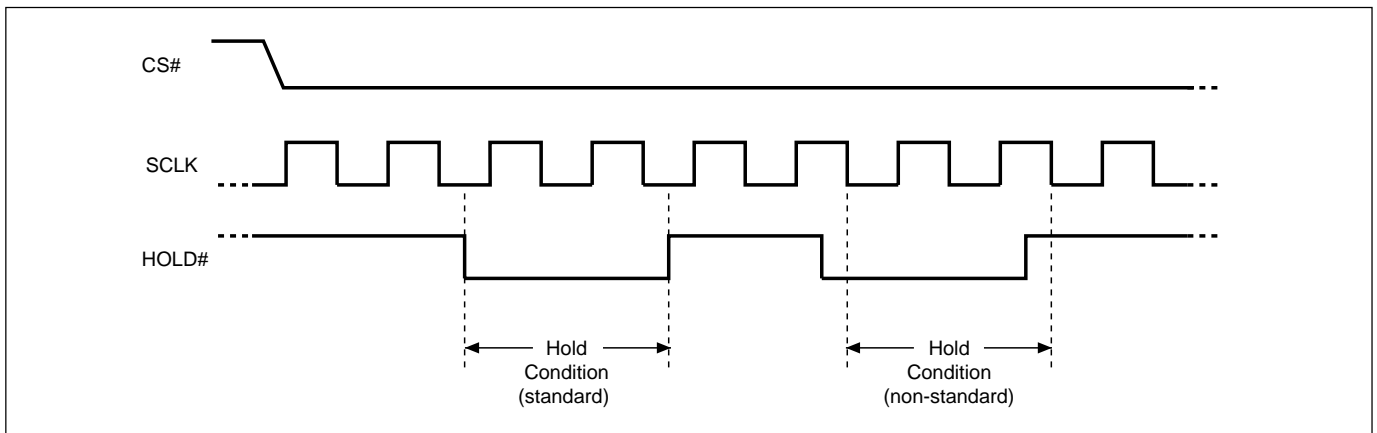 CS#
SCLK
HOLD#
Hold
Condition
(standard)
Hold
Condition
(non-standard)